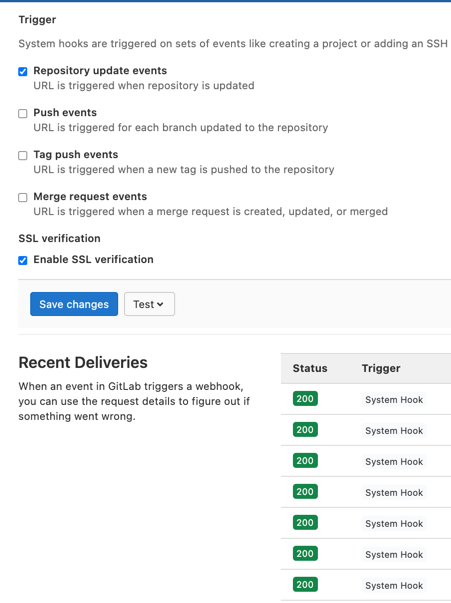 Trigger
System hooks are triggered on sets of events like creating a project or adding an SSH
Repository update events
URL is triggered when repository is updated
Push events
URL is triggered for each branch updated to the repository
Tag push events
URL is triggered when a new tag is pushed to the repository
Merge request events
URL is triggered when a merge request is created, updated, or merged
SSL verification
Enable SSL verification
Save changes Test
Recent Deliveries
When an event in GitLab triggers a webhook,
you can use the request details to figure out if
something went wrong.
Status Trigger
200 System Hook
200 System Hook
200 System Hook
200 System Hook
200 System Hook
200 System Hook
200 System Hook